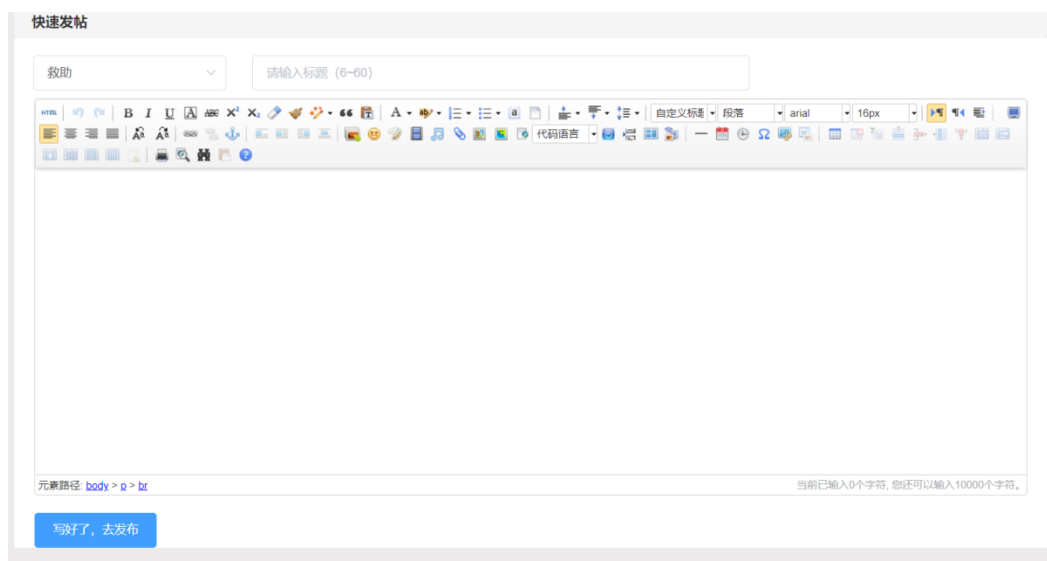 快速发帖
救助
请输入标题（6~60）
HTML B I U A ABC X² X₂ A 自定义标题 段落 arial 16px
代码语言
元素路径: body > p > br
当前已输入0个字符, 您还可以输入10000个字符。
写好了，去发布